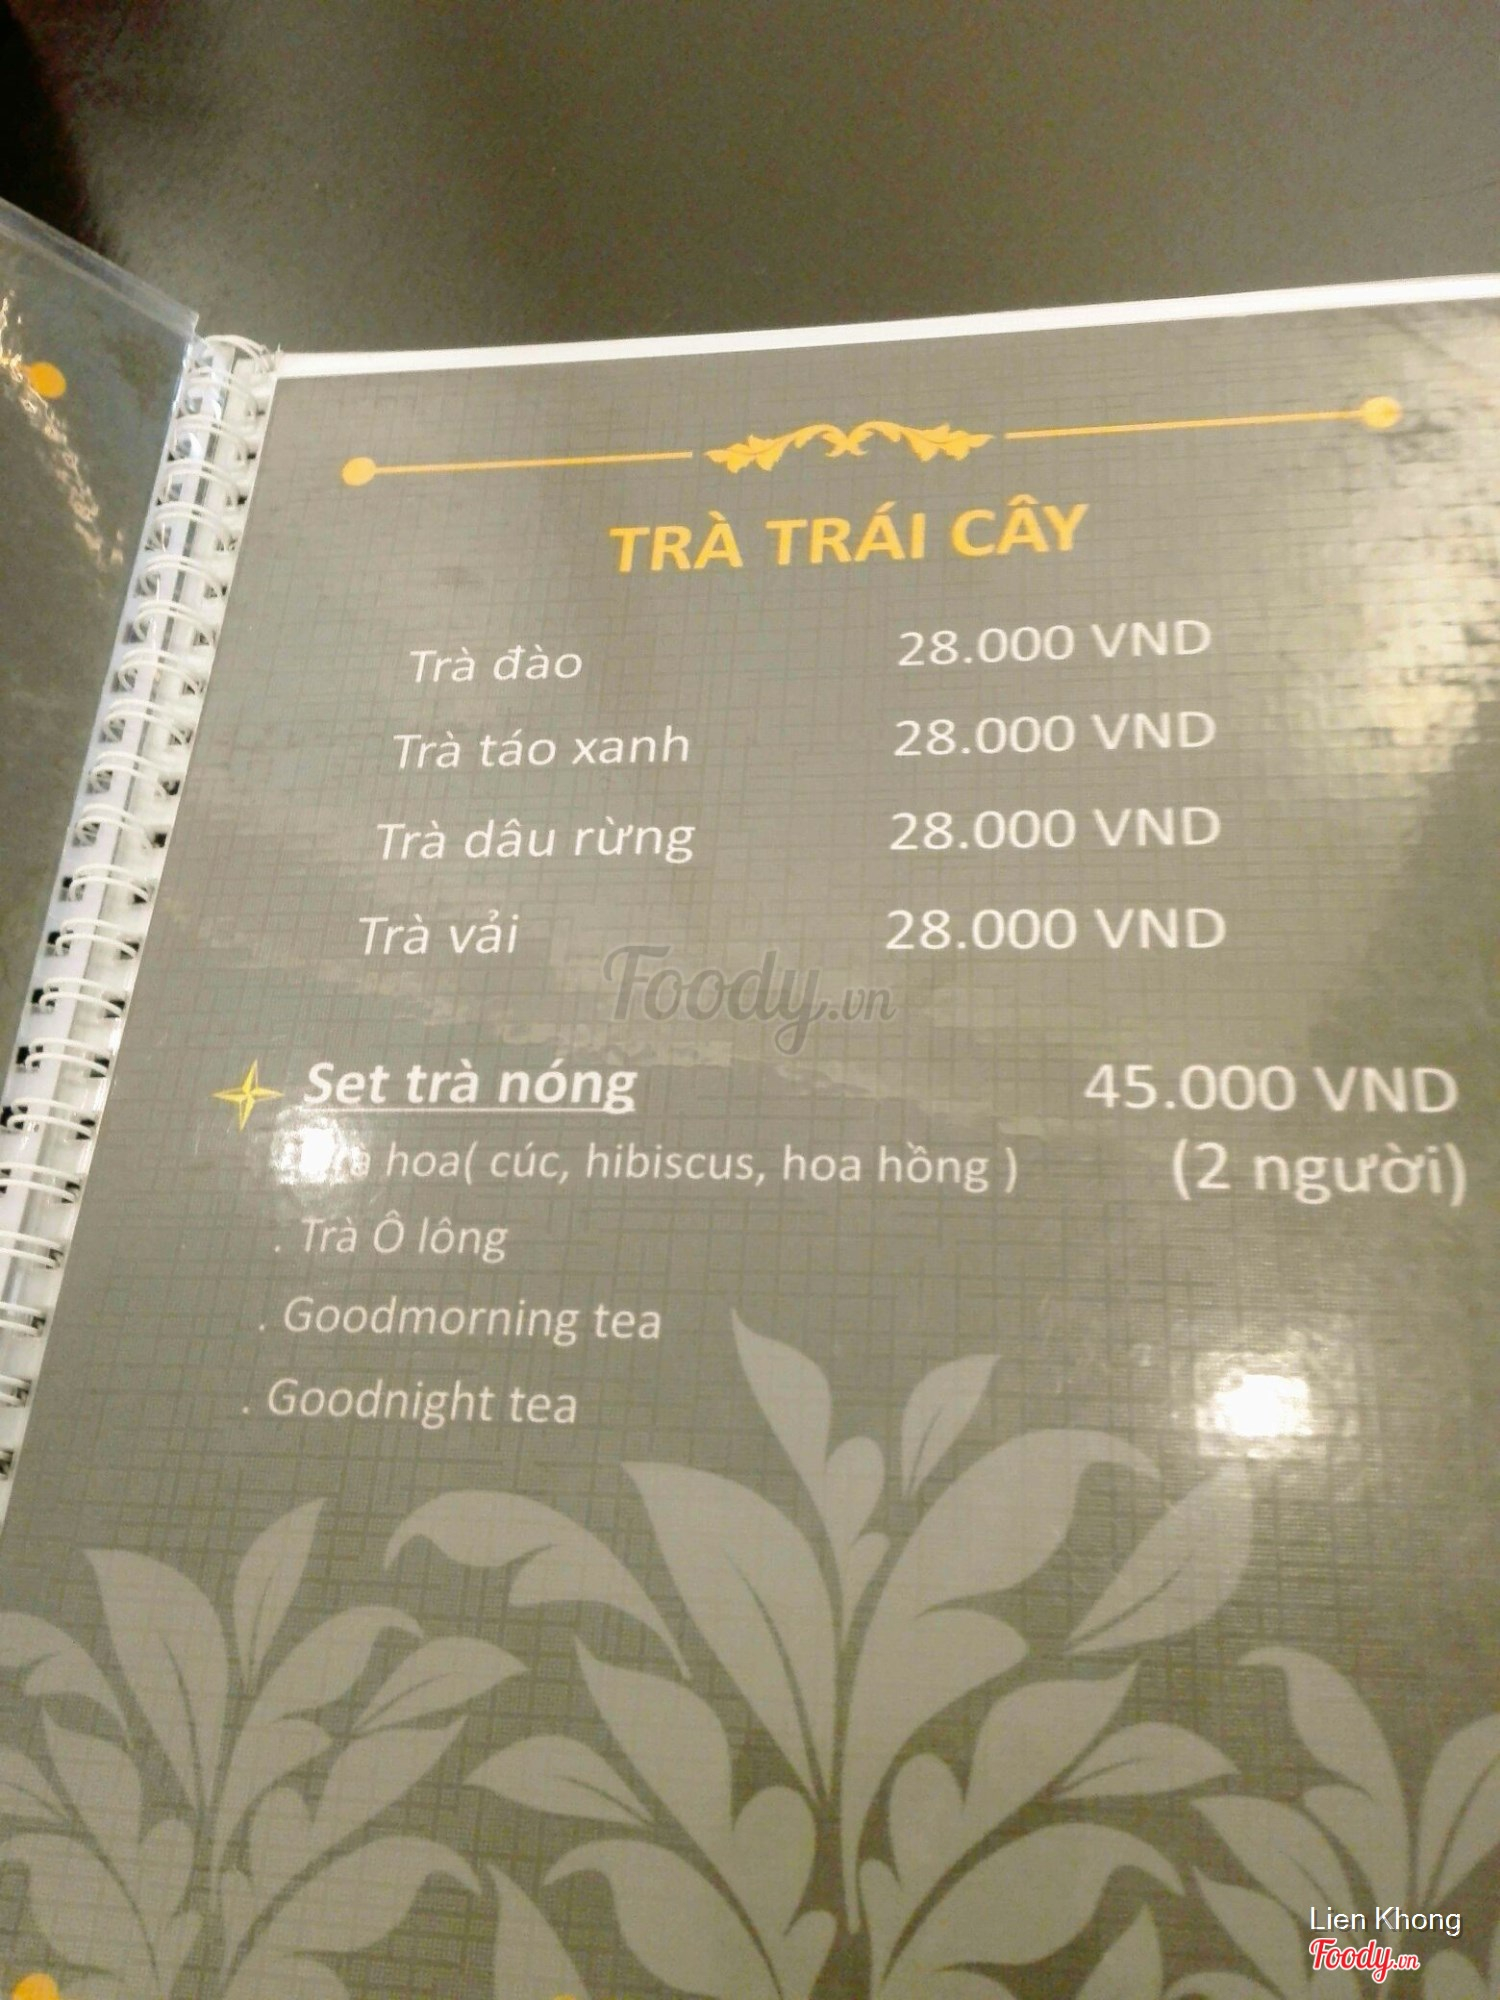 TRÀ TRÁI CÂY
Trà đào 28.000 VND
Trà táo xanh 28.000 VND
Trà dâu rừng 28.000 VND
Trà vải 28.000 VND
Foody.vn
Set trà nóng 45.000 VND
hoa( cúc, hibiscus, hoa hồng ) (2 người)
. Trà Ô lông
. Goodmorning tea
. Goodnight tea
Lien Khong
Foody.vn